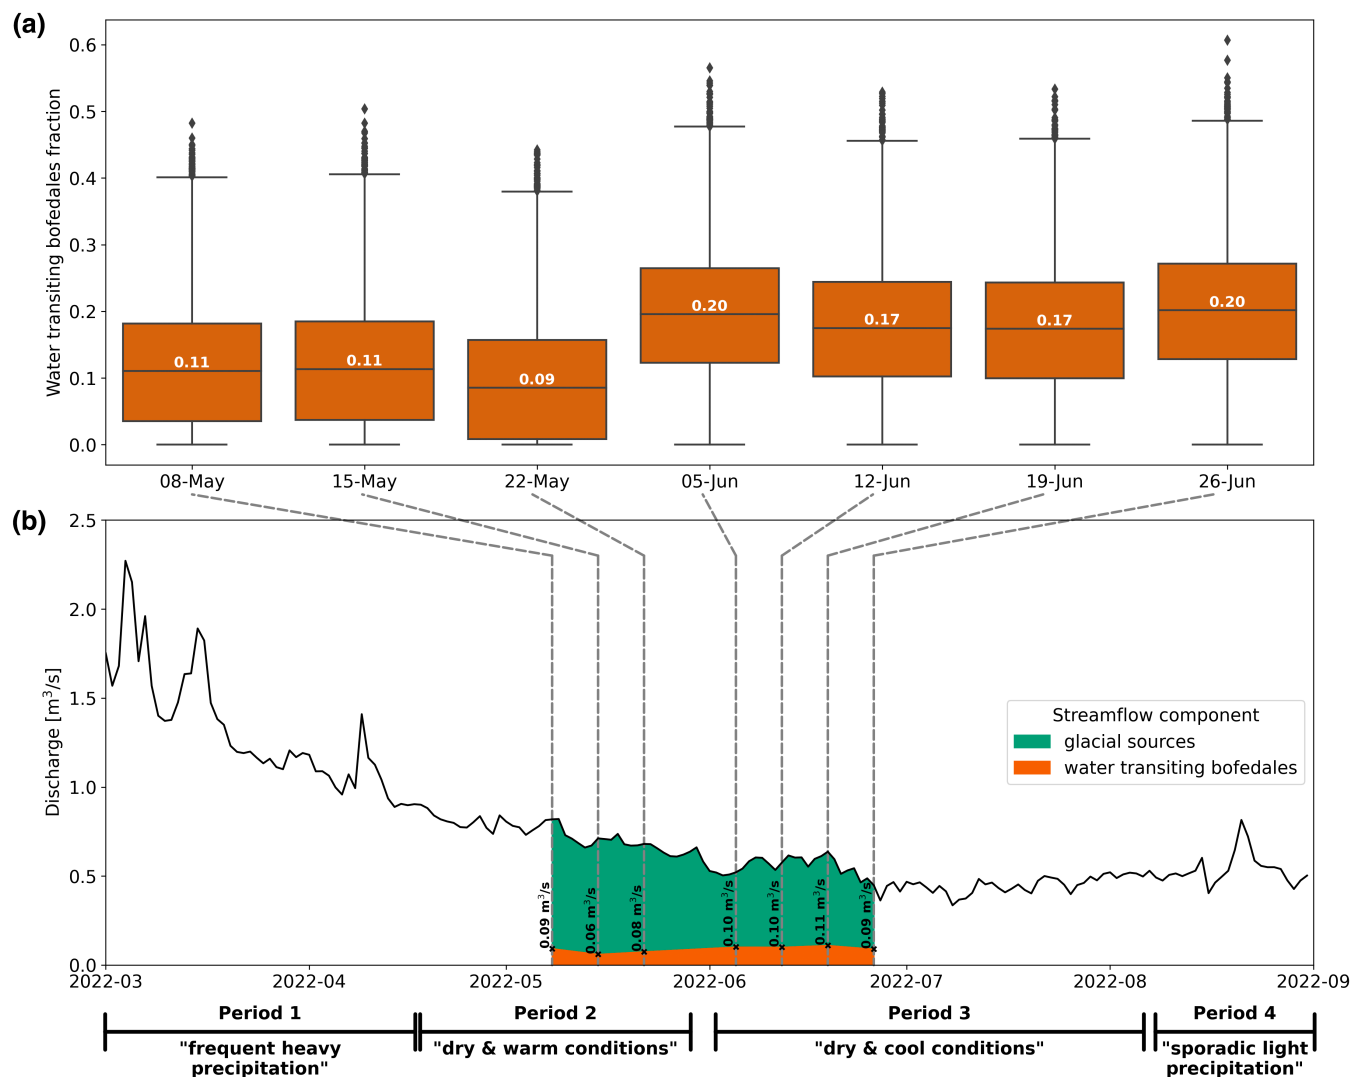 (a)
Water transiting bofedales fraction
0.6
0.5
0.4
0.3
0.2
0.1
0.0
0.11
0.11
0.09
0.20
0.17
0.17
0.20
08-May
15-May
22-May
05-Jun
12-Jun
19-Jun
26-Jun
(b)
Discharge [m³/s]
2.5
2.0
1.5
1.0
0.5
0.0
0.09 m³/s
0.06 m³/s
0.08 m³/s
0.10 m³/s
0.10 m³/s
0.11 m³/s
0.09 m³/s
Streamflow component
glacial sources
water transiting bofedales
2022-03
2022-04
2022-05
2022-06
2022-07
2022-08
2022-09
Period 1
"frequent heavy
precipitation"
Period 2
"dry & warm conditions"
Period 3
"dry & cool conditions"
Period 4
"sporadic light
precipitation"